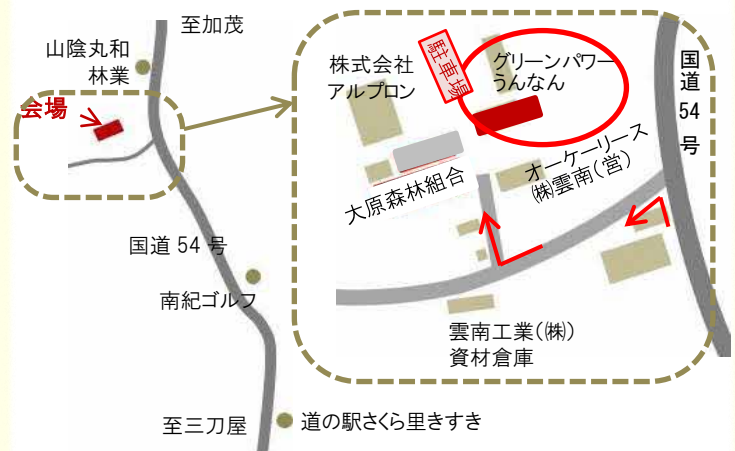 至加茂
山陰丸和
林業
会場
国道 54 号
南紀ゴルフ
至三刀屋
道の駅さくら里きすき
株式会社
アルプロン
駐車場
グリーンパワー
うんなん
国道 54 号
大原森林組合
オーケーリース
㈱雲南(営)
雲南工業(㈱)
資材倉庫